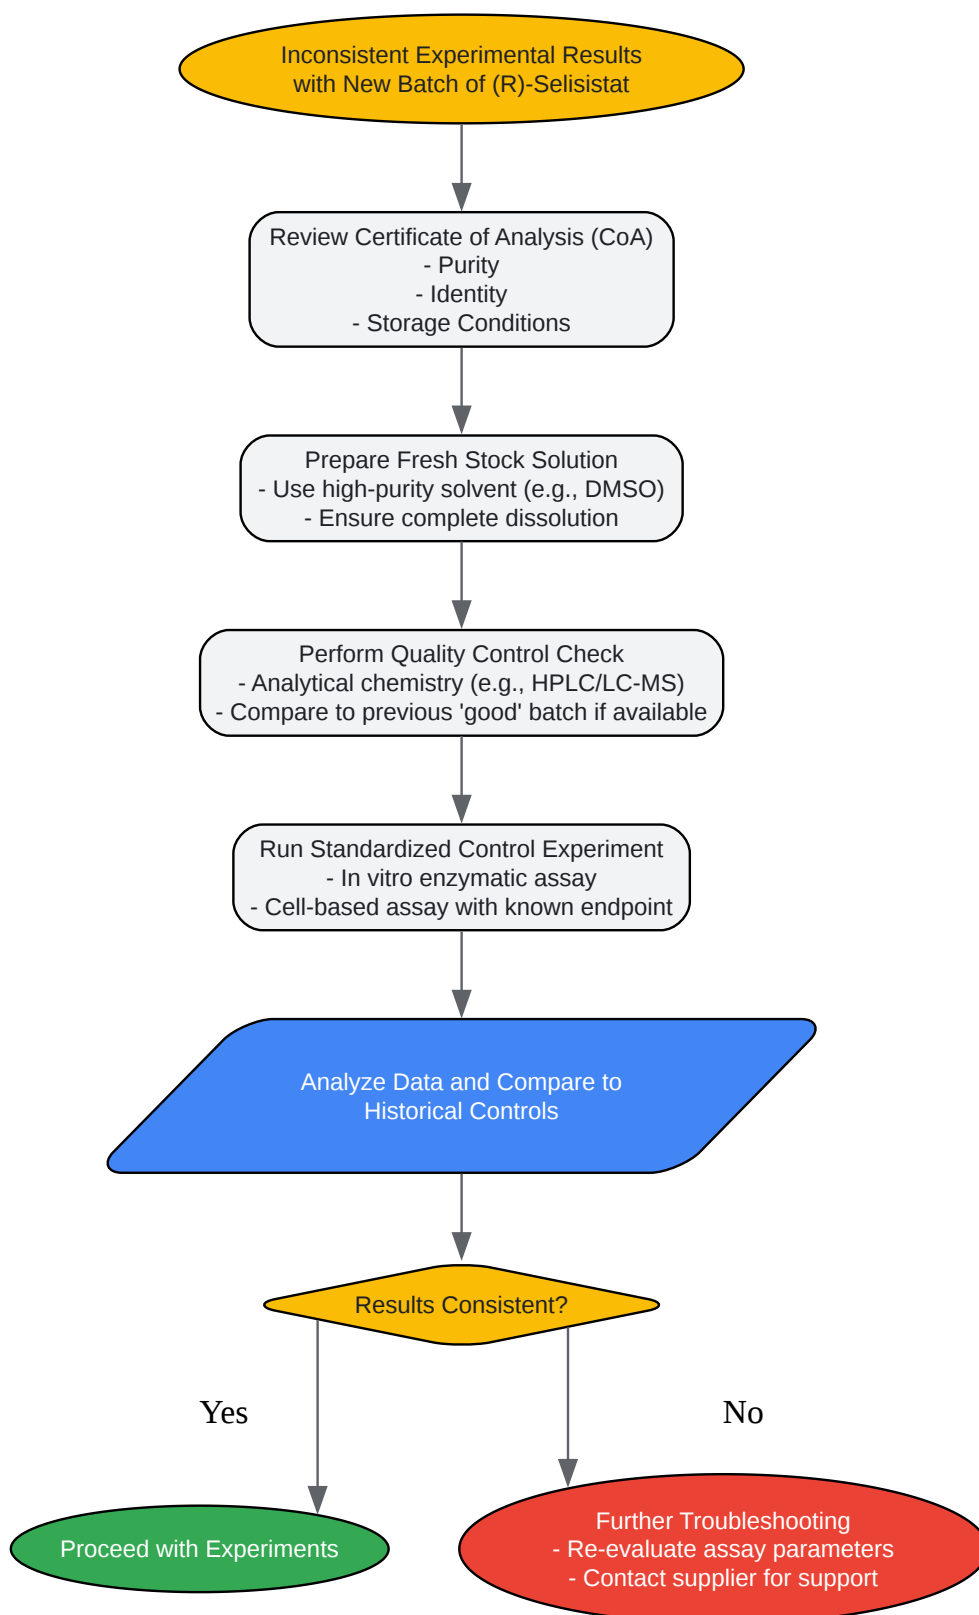 Inconsistent Experimental Results
with New Batch of (R)-Selisistat
Review Certificate of Analysis (CoA)
- Purity
- Identity
- Storage Conditions
Prepare Fresh Stock Solution
- Use high-purity solvent (e.g., DMSO)
- Ensure complete dissolution
Perform Quality Control Check
- Analytical chemistry (e.g., HPLC/LC-MS)
- Compare to previous 'good' batch if available
Run Standardized Control Experiment
- In vitro enzymatic assay
- Cell-based assay with known endpoint
Analyze Data and Compare to
Historical Controls
Results Consistent?
Yes
No
Proceed with Experiments
Further Troubleshooting
- Re-evaluate assay parameters
- Contact supplier for support